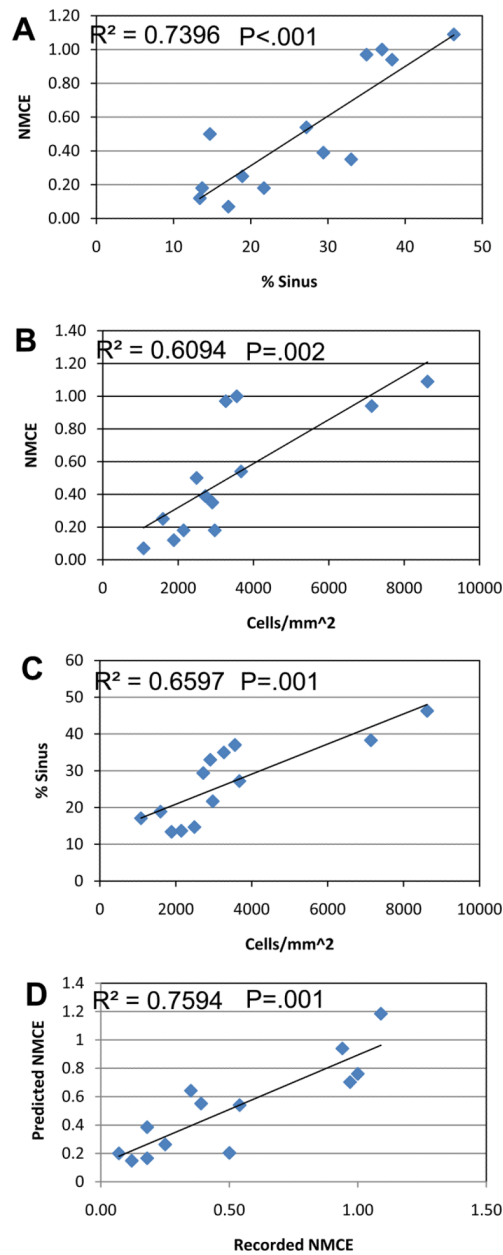 A
R² = 0.7396 P<.001
NMCE
1.20
1.00
0.80
0.60
0.40
0.20
0.00
0 10 20 30 40 50
% Sinus
B
R² = 0.6094 P=.002
NMCE
1.40
1.20
1.00
0.80
0.60
0.40
0.20
0.00
0 2000 4000 6000 8000 10000
Cells/mm^2
C
R² = 0.6597 P=.001
% Sinus
60
50
40
30
20
10
0
0 2000 4000 6000 8000 10000
Cells/mm^2
D
R² = 0.7594 P=.001
Predicted NMCE
1.4
1.2
1
0.8
0.6
0.4
0.2
0
0.00 0.50 1.00 1.50
Recorded NMCE